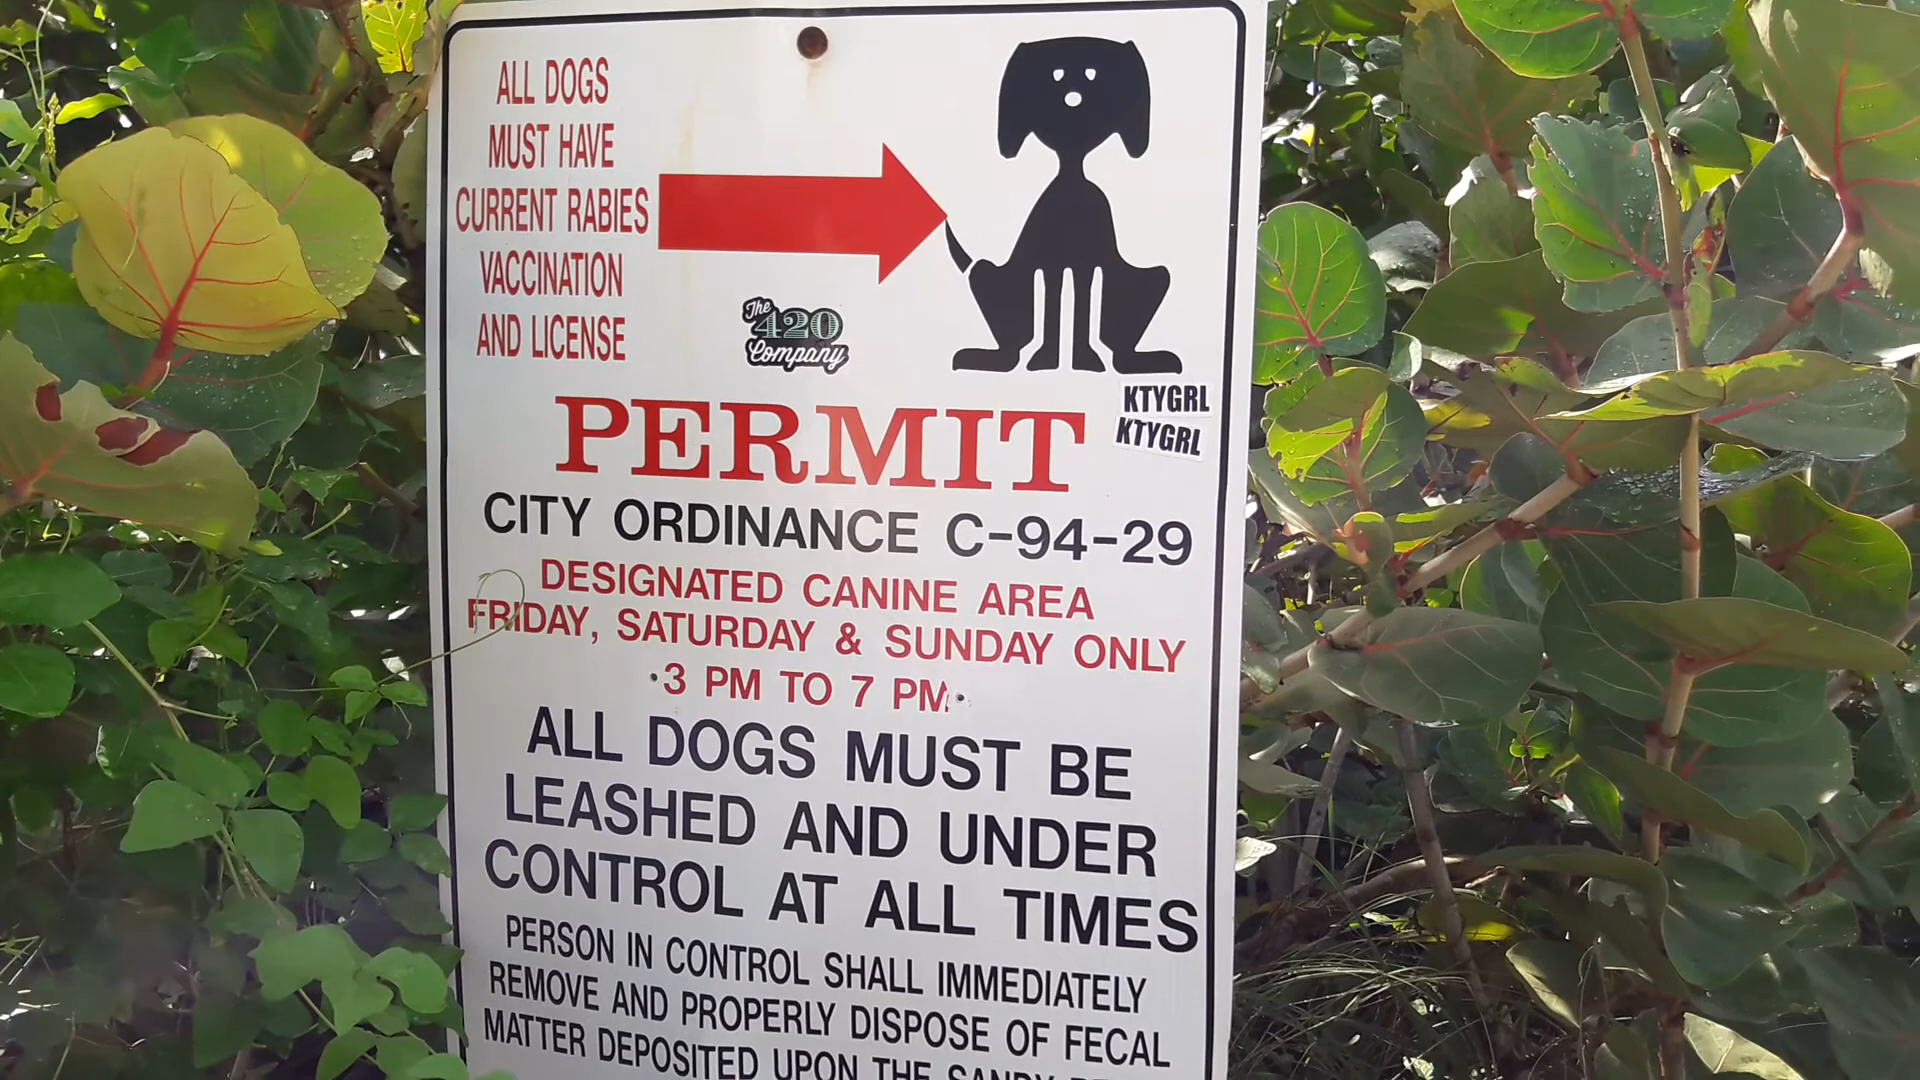 ALL DOGS
MUST HAVE
CURRENT RABIES
VACCINATION
AND LICENSE
The
420
Company
KTYGRL
KTYGRL
PERMIT
CITY ORDINANCE C-94-29
DESIGNATED CANINE AREA
FRIDAY, SATURDAY & SUNDAY ONLY
•3 PM TO 7 PM•
ALL DOGS MUST BE
LEASHED AND UNDER
CONTROL AT ALL TIMES
PERSON IN CONTROL SHALL IMMEDIATELY
REMOVE AND PROPERLY DISPOSE OF FECAL
MATTER DEPOSITED UPON THE SANDY